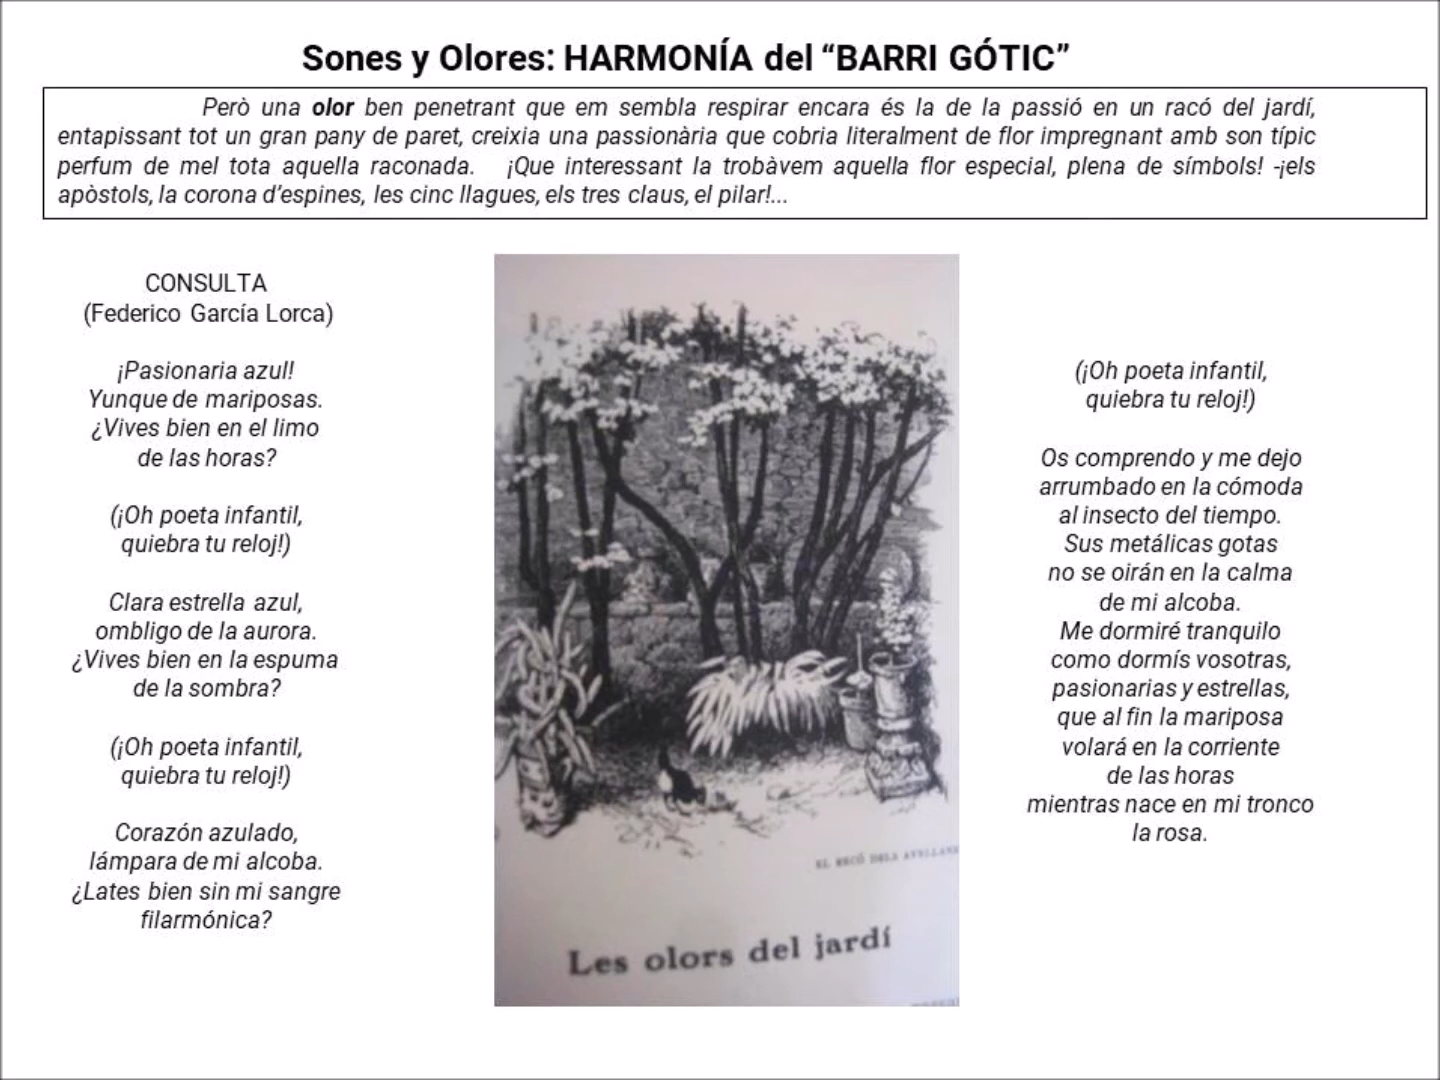 Sones y Olores: HARMONÍA del “BARRI GÓTIC”
Però una olor ben penetrant que em sembla respirar encara és la de la passió en un racó del jardí,
entapissant tot un gran pany de paret, creixia una passionària que cobria literalment de flor impregnant amb son típic
perfum de mel tota aquella raconada. ¡Que interessant la trobàvem aquella flor especial, plena de símbols! -¡els
apòstols, la corona d’espines, les cinc llagues, els tres claus, el pilar!...
CONSULTA
(Federico García Lorca)
¡Pasionaria azul!
Yunque de mariposas.
¿Vives bien en el limo
de las horas?
(¡Oh poeta infantil,
quiebra tu reloj!)
Clara estrella azul,
ombligo de la aurora.
¿Vives bien en la espuma
de la sombra?
(¡Oh poeta infantil,
quiebra tu reloj!)
Corazón azulado,
lámpara de mi alcoba.
¿Lates bien sin mi sangre
filarmónica?
EL RECÓ DELS AVELLANE
Les olors del jardí
(¡Oh poeta infantil,
quiebra tu reloj!)
Os comprendo y me dejo
arrumbado en la cómoda
al insecto del tiempo.
Sus metálicas gotas
no se oirán en la calma
de mi alcoba.
Me dormiré tranquilo
como dormís vosotras,
pasionarias y estrellas,
que al fin la mariposa
volará en la corriente
de las horas
mientras nace en mi tronco
la rosa.